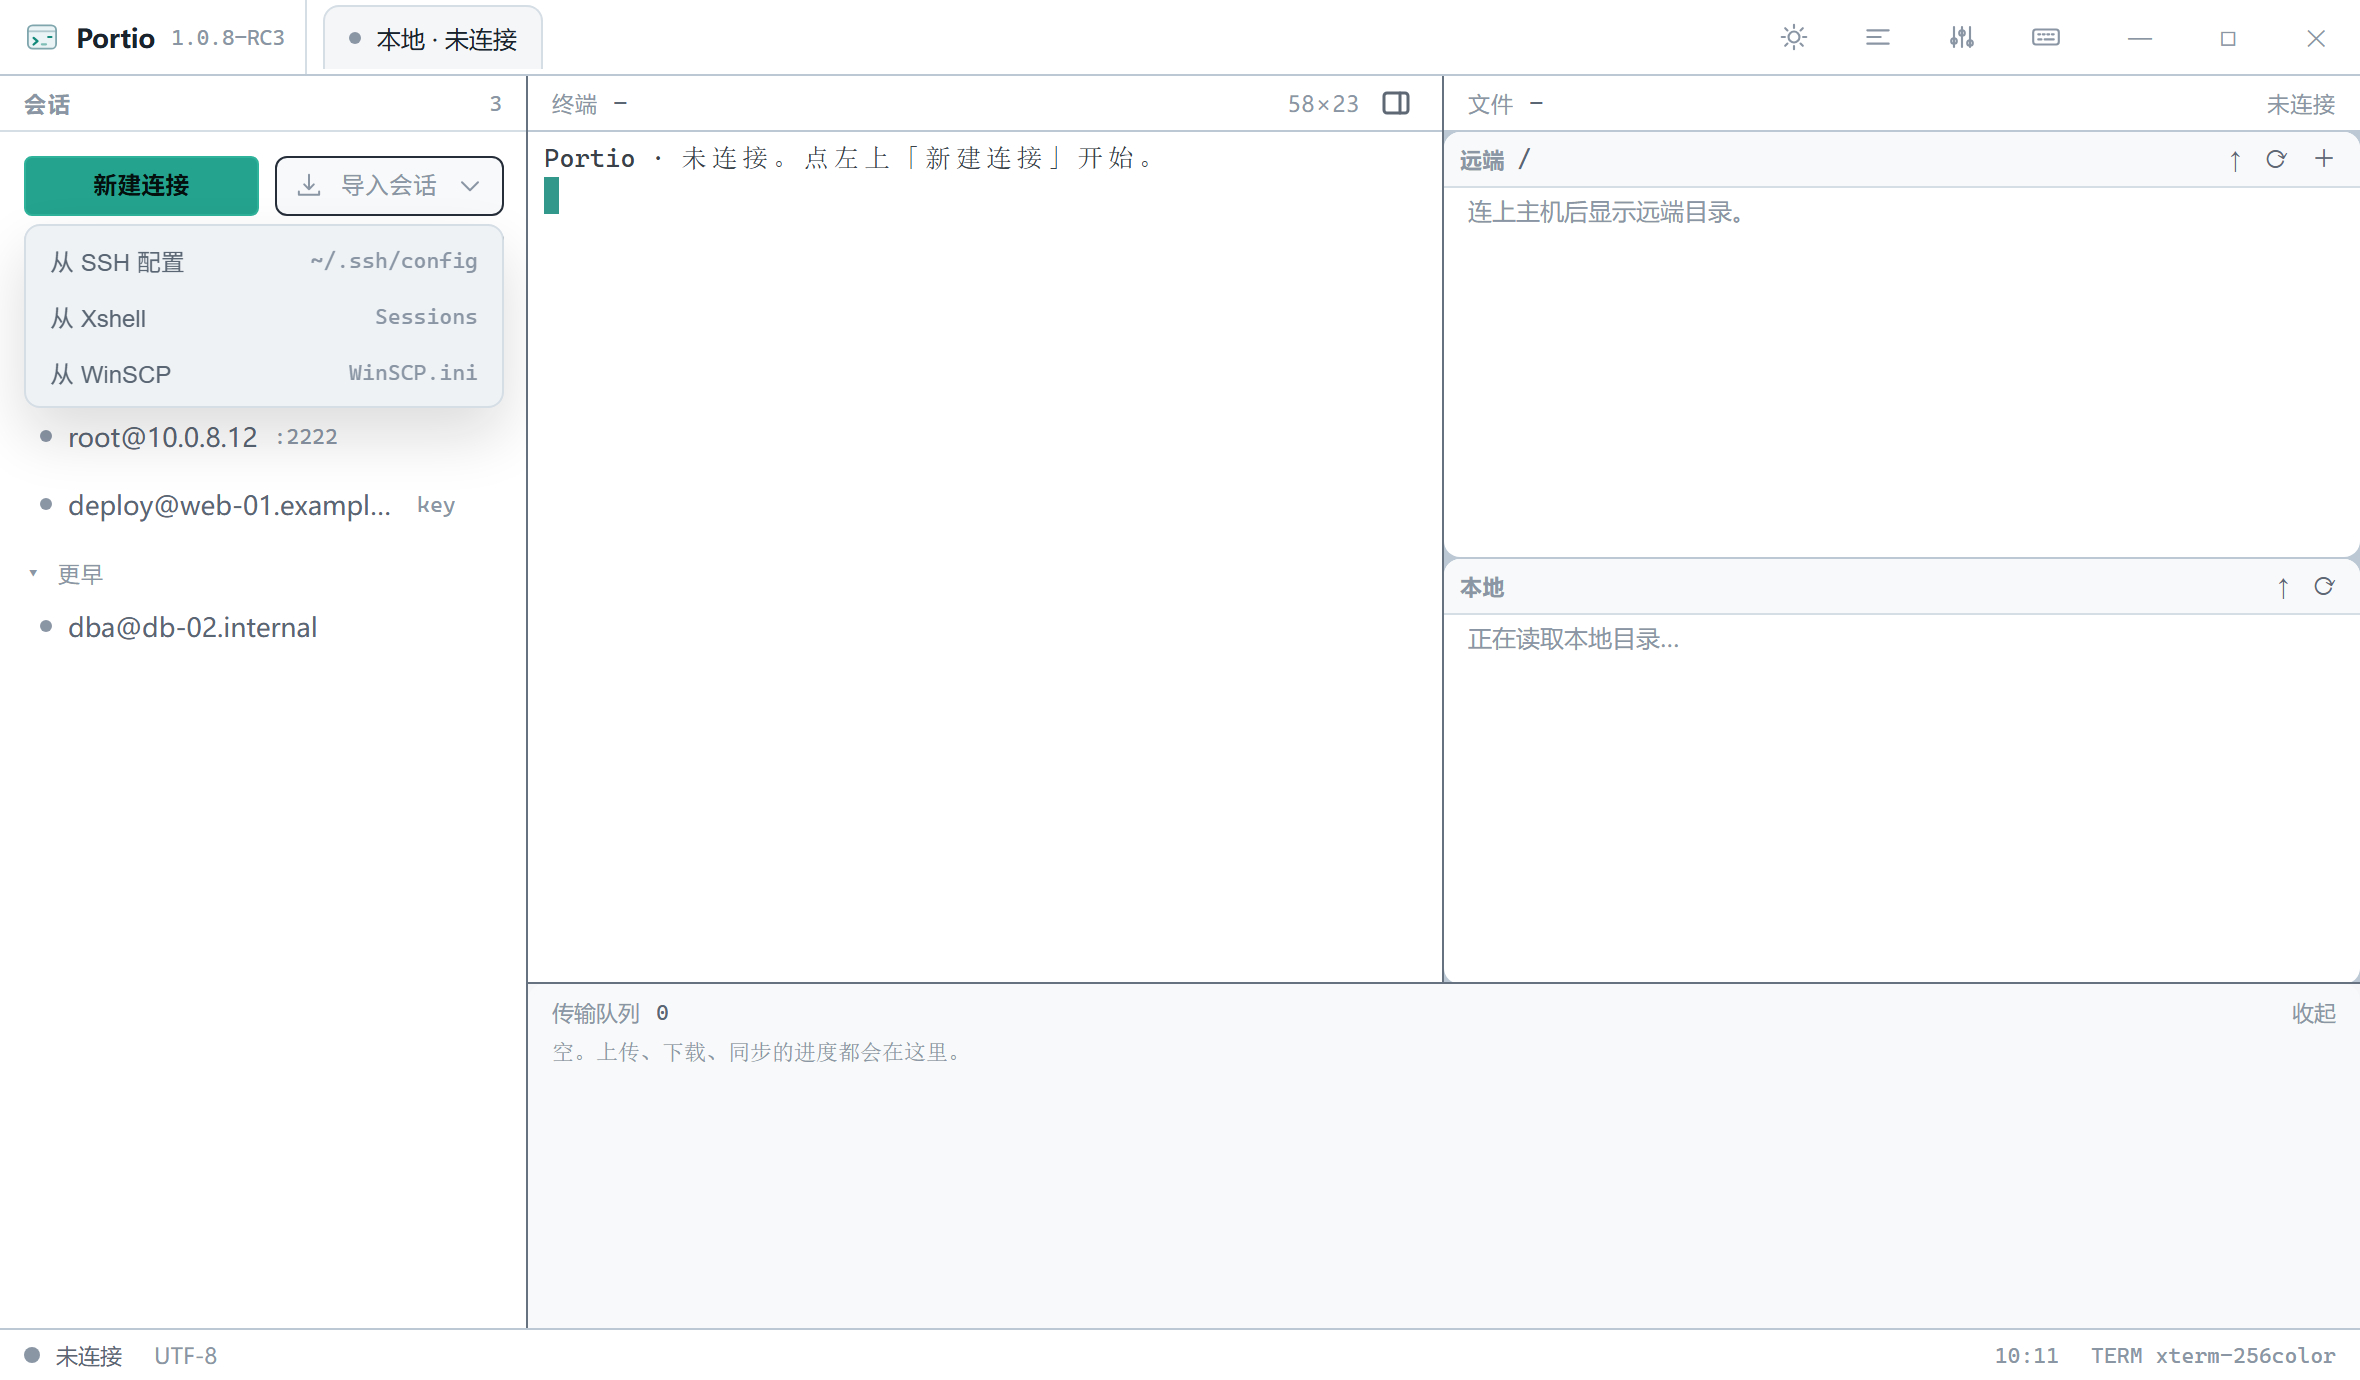 Portio 1.0.8-RC3
本地 · 未连接
会话 3
新建连接
导入会话
从 SSH 配置 ~/.ssh/config
从 Xshell Sessions
从 WinSCP WinSCP.ini
root@10.0.8.12 :2222
deploy@web-01.exampl... key
更早
dba@db-02.internal
终端 – 58×23
Portio · 未连接。点左上「新建连接」开始。
文件 – 未连接
远端 /
连上主机后显示远端目录。
本地
正在读取本地目录...
传输队列 0 收起
空。上传、下载、同步的进度都会在这里。
未连接 UTF-8
10:11 TERM xterm-256color